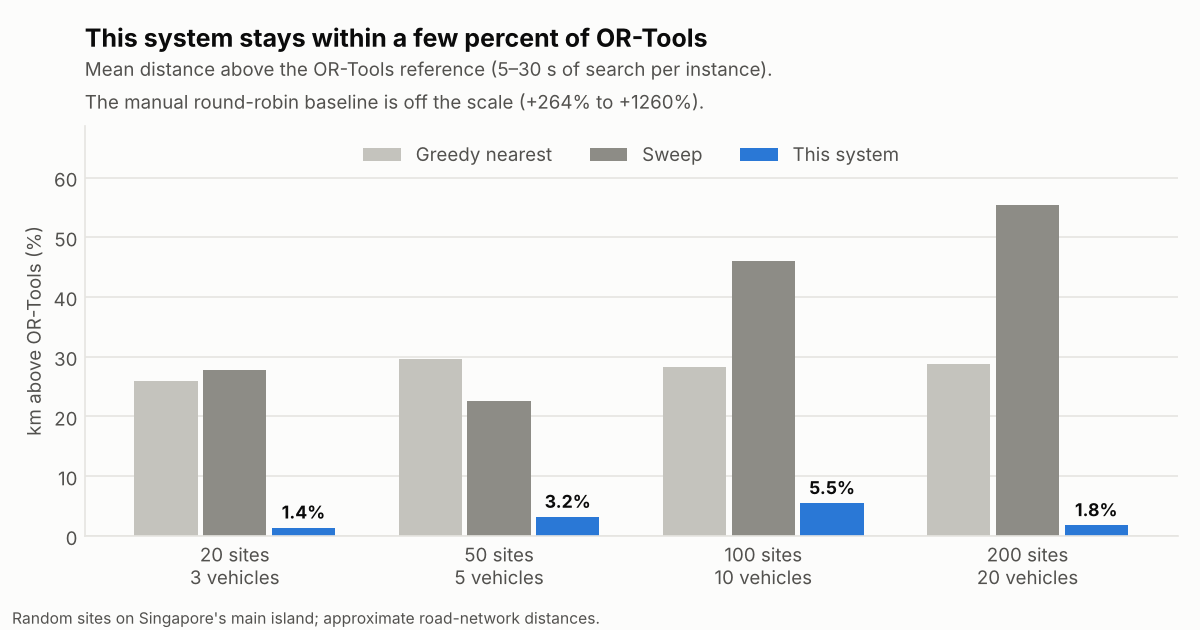 This system stays within a few percent of OR-Tools
Mean distance above the OR-Tools reference (5–30 s of search per instance).
The manual round-robin baseline is off the scale (+264% to +1260%).
Greedy nearest
Sweep
This system
km above OR-Tools (%)
60
50
40
30
20
10
0
1.4%
3.2%
5.5%
1.8%
20 sites
3 vehicles
50 sites
5 vehicles
100 sites
10 vehicles
200 sites
20 vehicles
Random sites on Singapore's main island; approximate road-network distances.